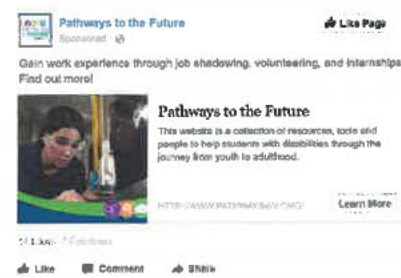 Pathways to the Future
Like Page
Sponsored ·
Gain work experience through job shadowing, volunteering, and internships
Find out more!
Pathways to the Future
This website is a collection of resources, tools and
people to help students with disabilities through the
journey from youth to adulthood.
Learn More
Like Comment Share